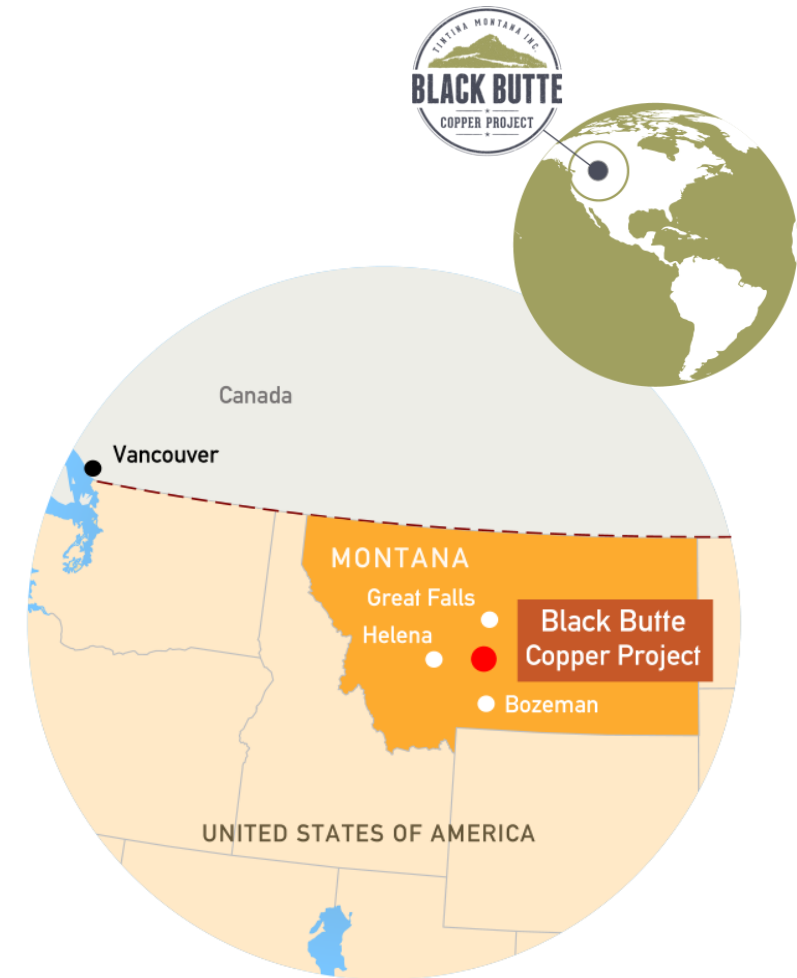 TINTINA MONTANA INC.
BLACK BUTTE
COPPER PROJECT
Canada
Vancouver
MONTANA
Great Falls
Helena
Black Butte
Copper Project
Bozeman
UNITED STATES OF AMERICA